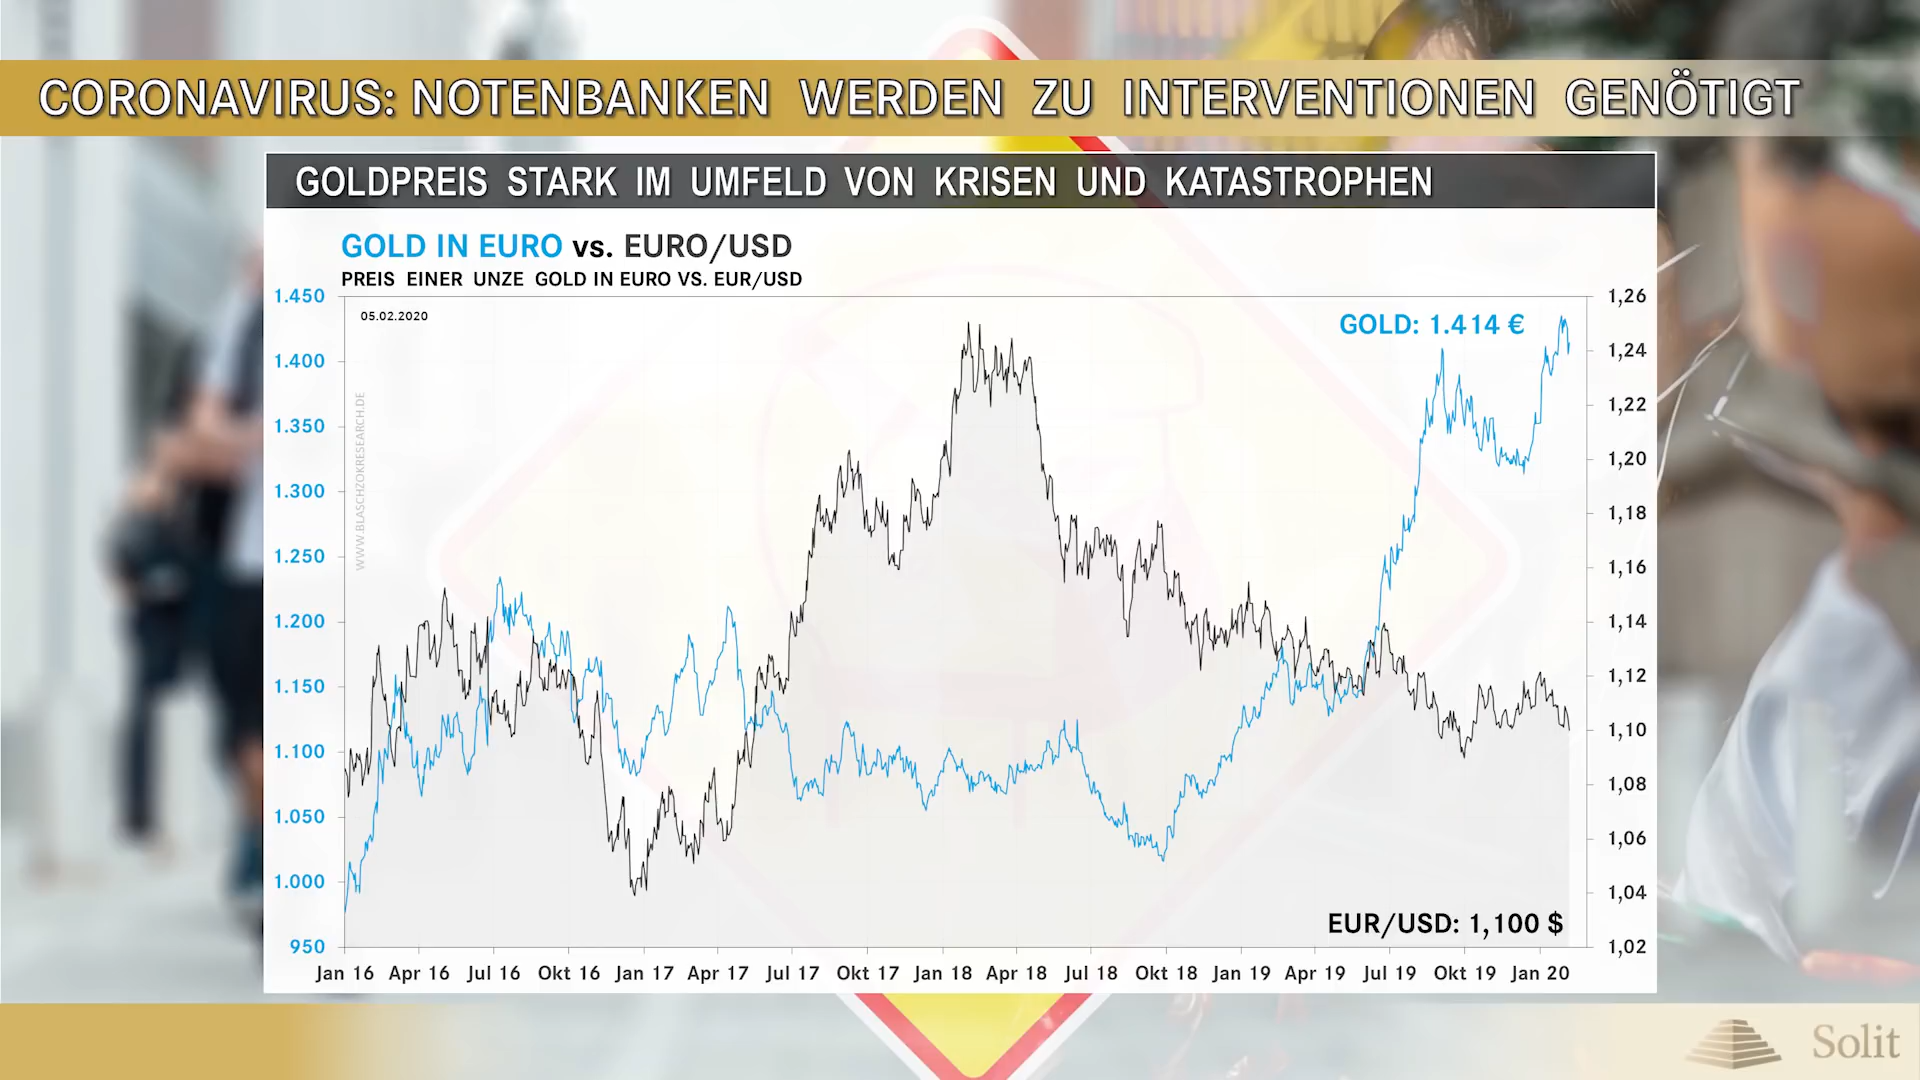 CORONAVIRUS: NOTENBANKEN WERDEN ZU INTERVENTIONEN GENÖTIGT
GOLDPREIS STARK IM UMFELD VON KRISEN UND KATASTROPHEN
GOLD IN EURO vs. EURO/USD
PREIS EINER UNZE GOLD IN EURO VS. EUR/USD
05.02.2020
WWW.BLASCHZOKRESEARCH.DE
GOLD: 1.414 €
EUR/USD: 1,100 $
1.450
1.400
1.350
1.300
1.250
1.200
1.150
1.100
1.050
1.000
950
1,26
1,24
1,22
1,20
1,18
1,16
1,14
1,12
1,10
1,08
1,06
1,04
1,02
Jan 16 Apr 16 Jul 16 Okt 16 Jan 17 Apr 17 Jul 17 Okt 17 Jan 18 Apr 18 Jul 18 Okt 18 Jan 19 Apr 19 Jul 19 Okt 19 Jan 20
Solit